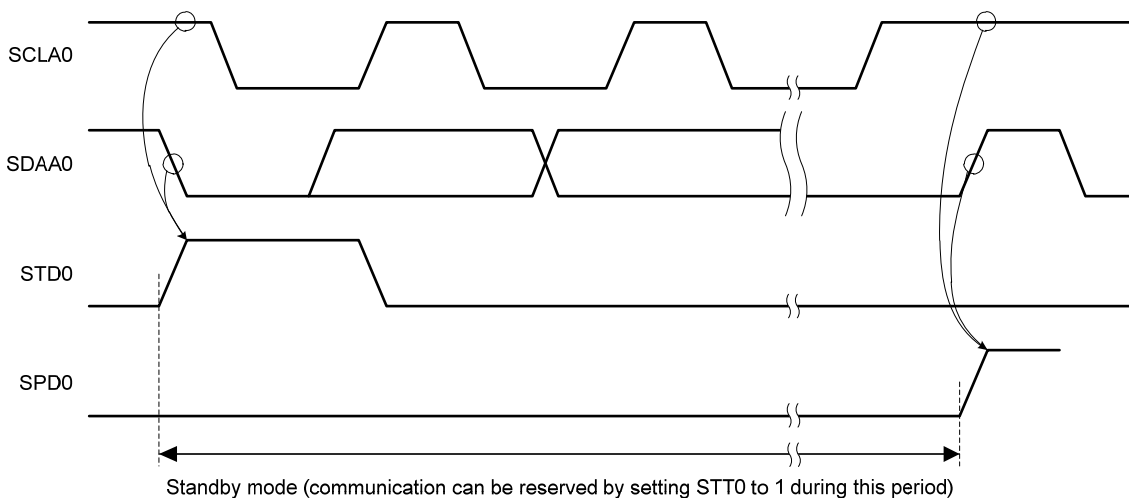 SCLA0
SDAA0
STD0
SPD0
Standby mode (communication can be reserved by setting STT0 to 1 during this period)